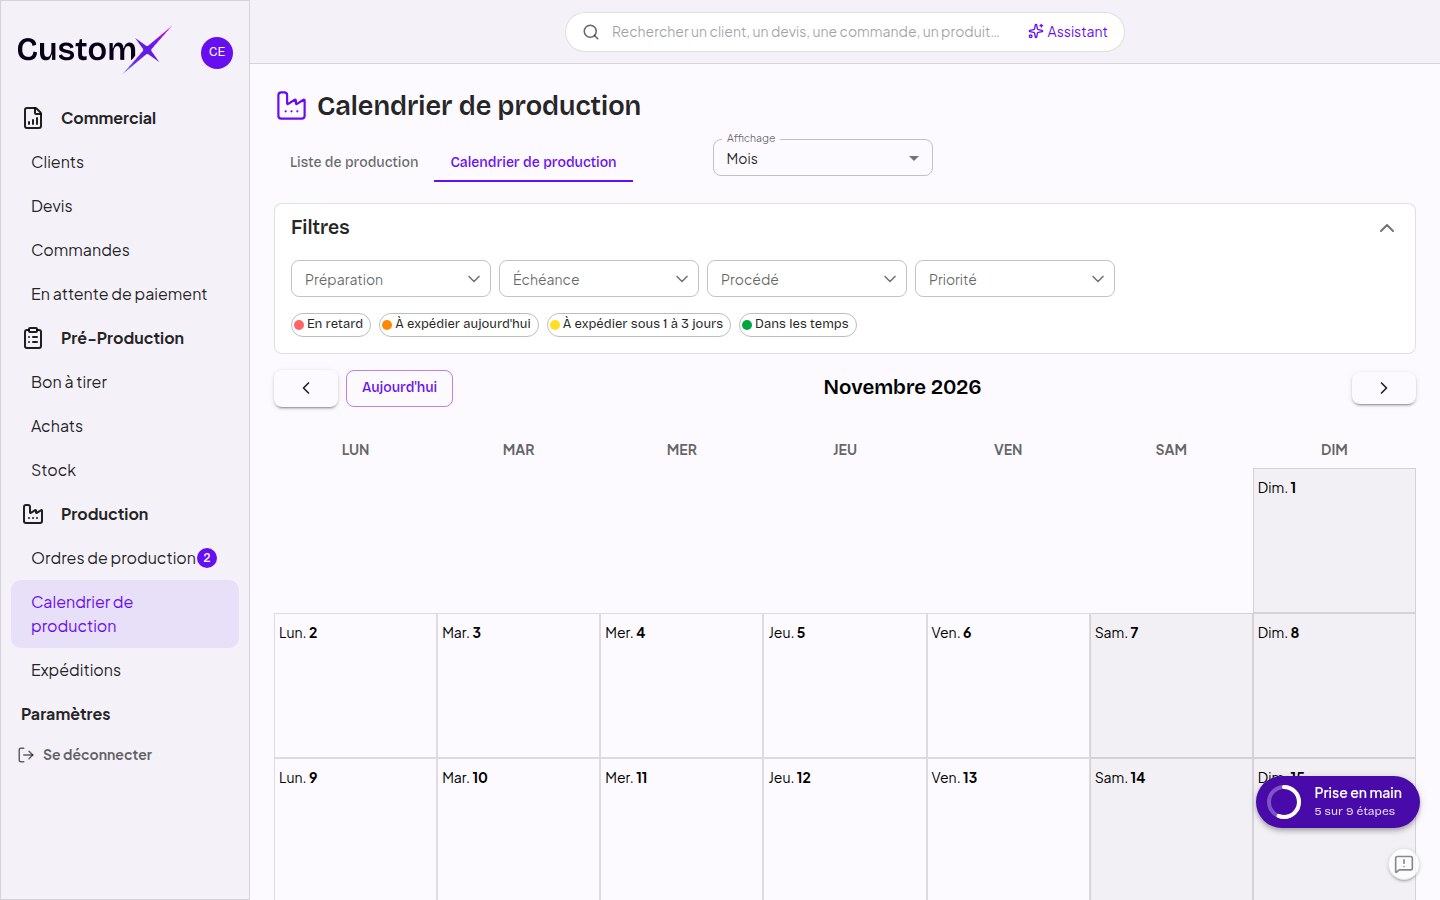 CustomX
CE
Rechercher un client, un devis, une commande, un produit...
Assistant
Commercial
Clients
Devis
Commandes
En attente de paiement
Pré-Production
Bon à tirer
Achats
Stock
Production
Ordres de production 2
Calendrier de
production
Expéditions
Paramètres
Se déconnecter
Calendrier de production
Liste de production
Calendrier de production
Affichage
Mois
Filtres
Préparation
Échéance
Procédé
Priorité
En retard
À expédier aujourd'hui
À expédier sous 1 à 3 jours
Dans les temps
Aujourd'hui
Novembre 2026
LUN MAR MER JEU VEN SAM DIM
Dim. 1
Lun. 2 Mar. 3 Mer. 4 Jeu. 5 Ven. 6 Sam. 7 Dim. 8
Lun. 9 Mar. 10 Mer. 11 Jeu. 12 Ven. 13 Sam. 14 Dim. 15
Prise en main
5 sur 9 étapes